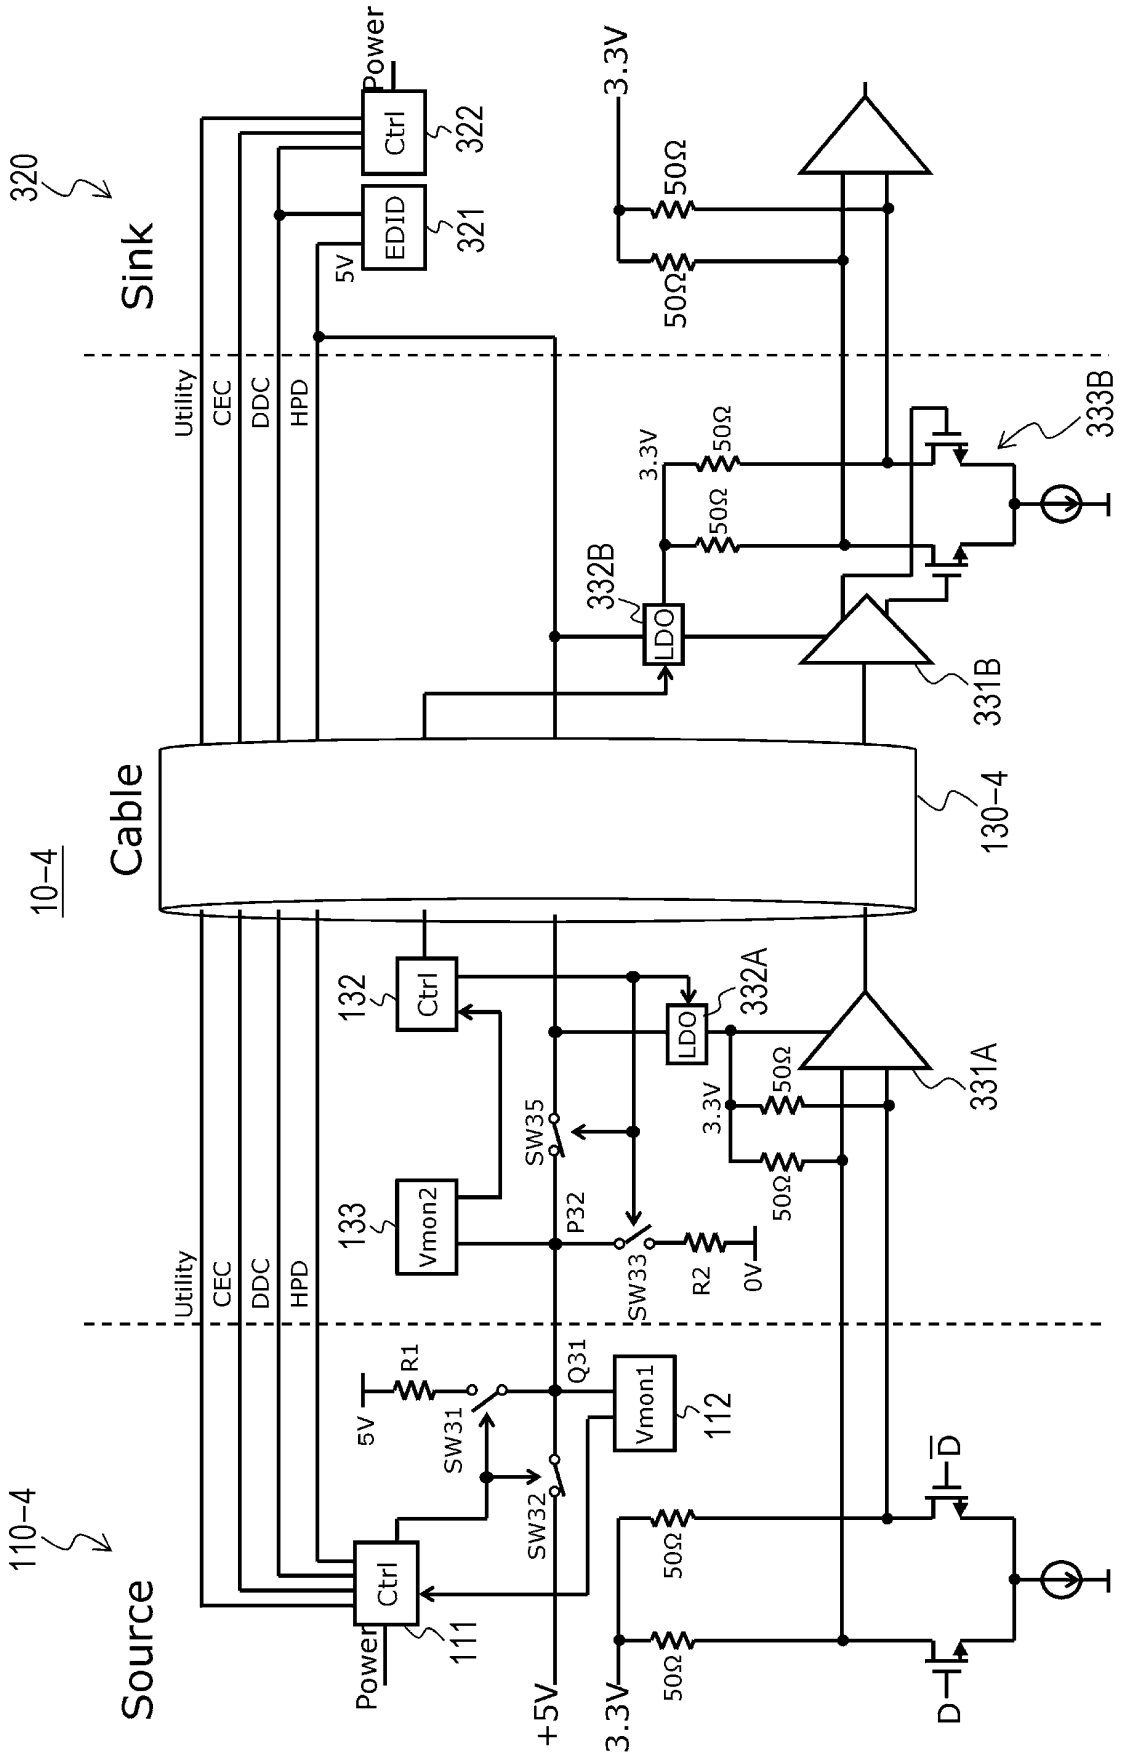 10-4
110-4
Source
Cable
320
Sink
Utility
CEC
DDC
HPD
Utility
CEC
DDC
HPD
Power
Ctrl
111
5V
R1
SW31
SW32
Q31
Vmon1
112
+5V
133
Vmon2
132
Ctrl
P32
SW35
SW33
R2
0V
LDO
332A
3.3V
50Ω
50Ω
331A
130-4
LDO
332B
3.3V
50Ω
50Ω
331B
333B
5V
EDID
321
Ctrl
322
Power
3.3V
50Ω
50Ω
3.3V
50Ω
50Ω
D
D̅